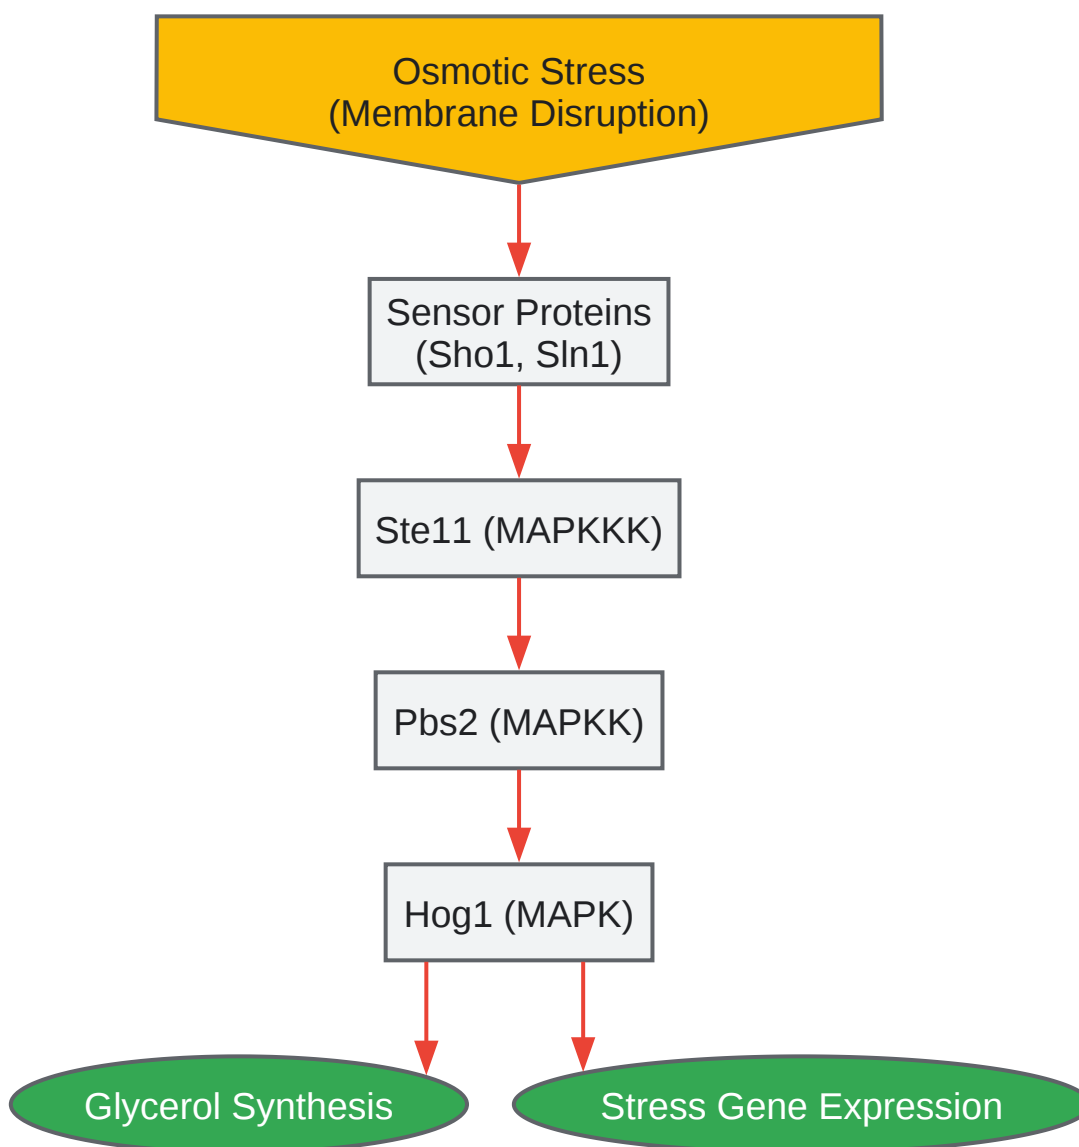 Osmotic Stress
(Membrane Disruption)
Sensor Proteins
(Sho1, Sln1)
Ste11 (MAPKKK)
Pbs2 (MAPKK)
Hog1 (MAPK)
Glycerol Synthesis
Stress Gene Expression